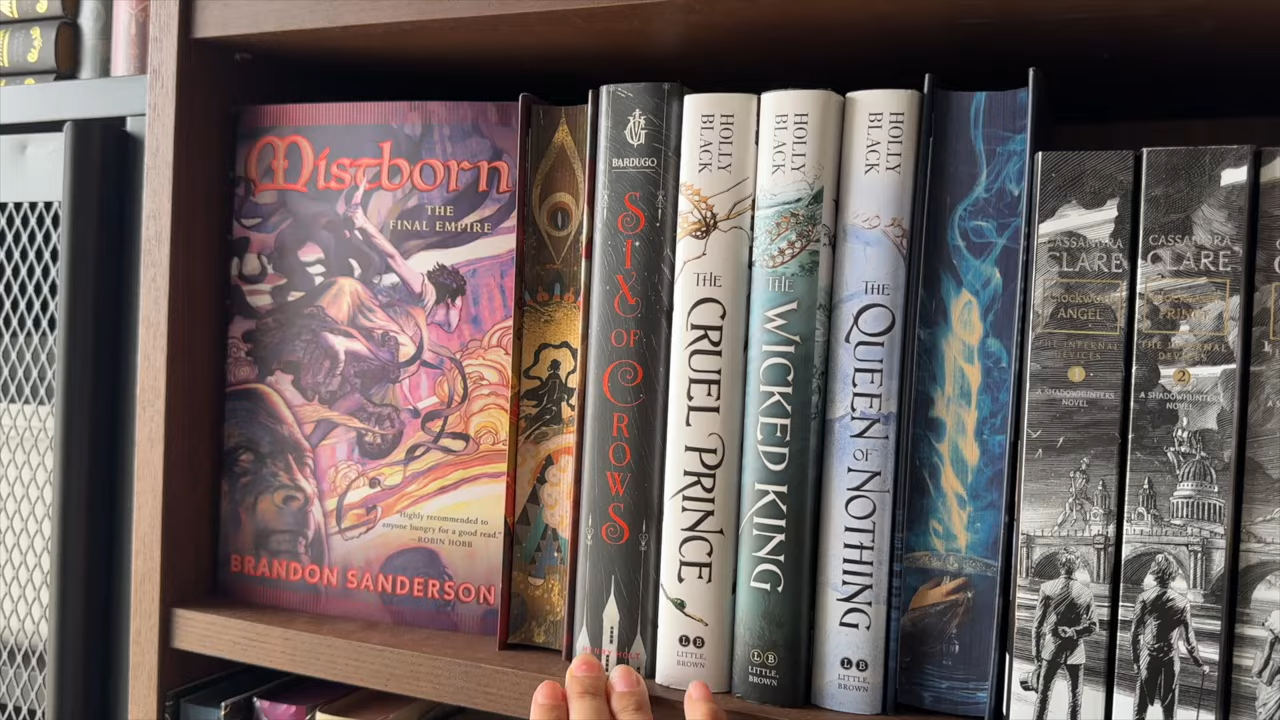 Mistborn
THE
FINAL EMPIRE
"Highly recommended to
anyone hungry for a good read."
—ROBIN HOBB
BRANDON SANDERSON
BARDUGO
SIX OF CROWS
HENRY HOLT
HOLLY
BLACK
THE CRUEL PRINCE
LB
LITTLE,
BROWN
HOLLY
BLACK
THE WICKED KING
LB
LITTLE,
BROWN
HOLLY
BLACK
THE QUEEN OF NOTHING
LB
LITTLE,
BROWN
CASSANDRA
CLARE
Clockwork
ANGEL
THE INFERNAL
DEVICES
1
A SHADOWHUNTERS
NOVEL
CASSANDRA
CLARE
Clockwork
PRINCE
THE INFERNAL
DEVICES
2
A SHADOWHUNTERS
NOVEL